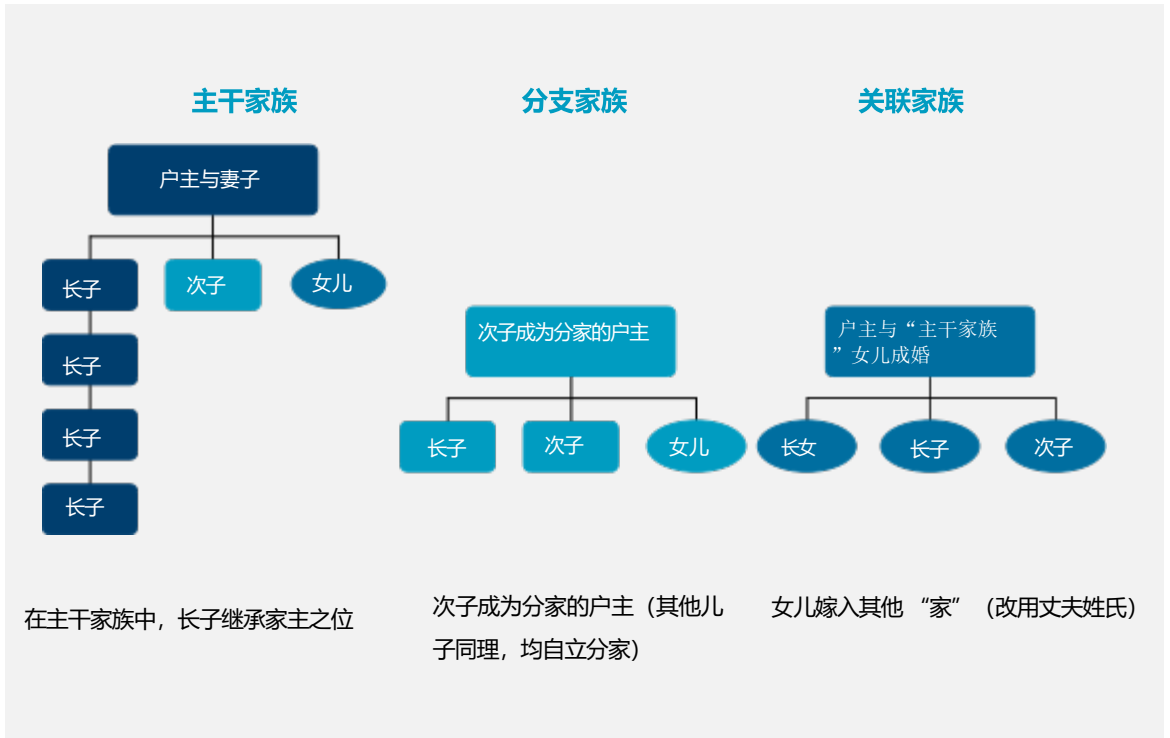 主干家族
分支家族
关联家族
户主与妻子
长子
次子
女儿
长子
长子
长子
次子成为分家的户主
长子
次子
女儿
户主与“主干家族
”女儿成婚
长女
长子
次子
在主干家族中，长子继承家主之位
次子成为分家的户主（其他儿
子同理，均自立分家）
女儿嫁入其他 “家” （改用丈夫姓氏）